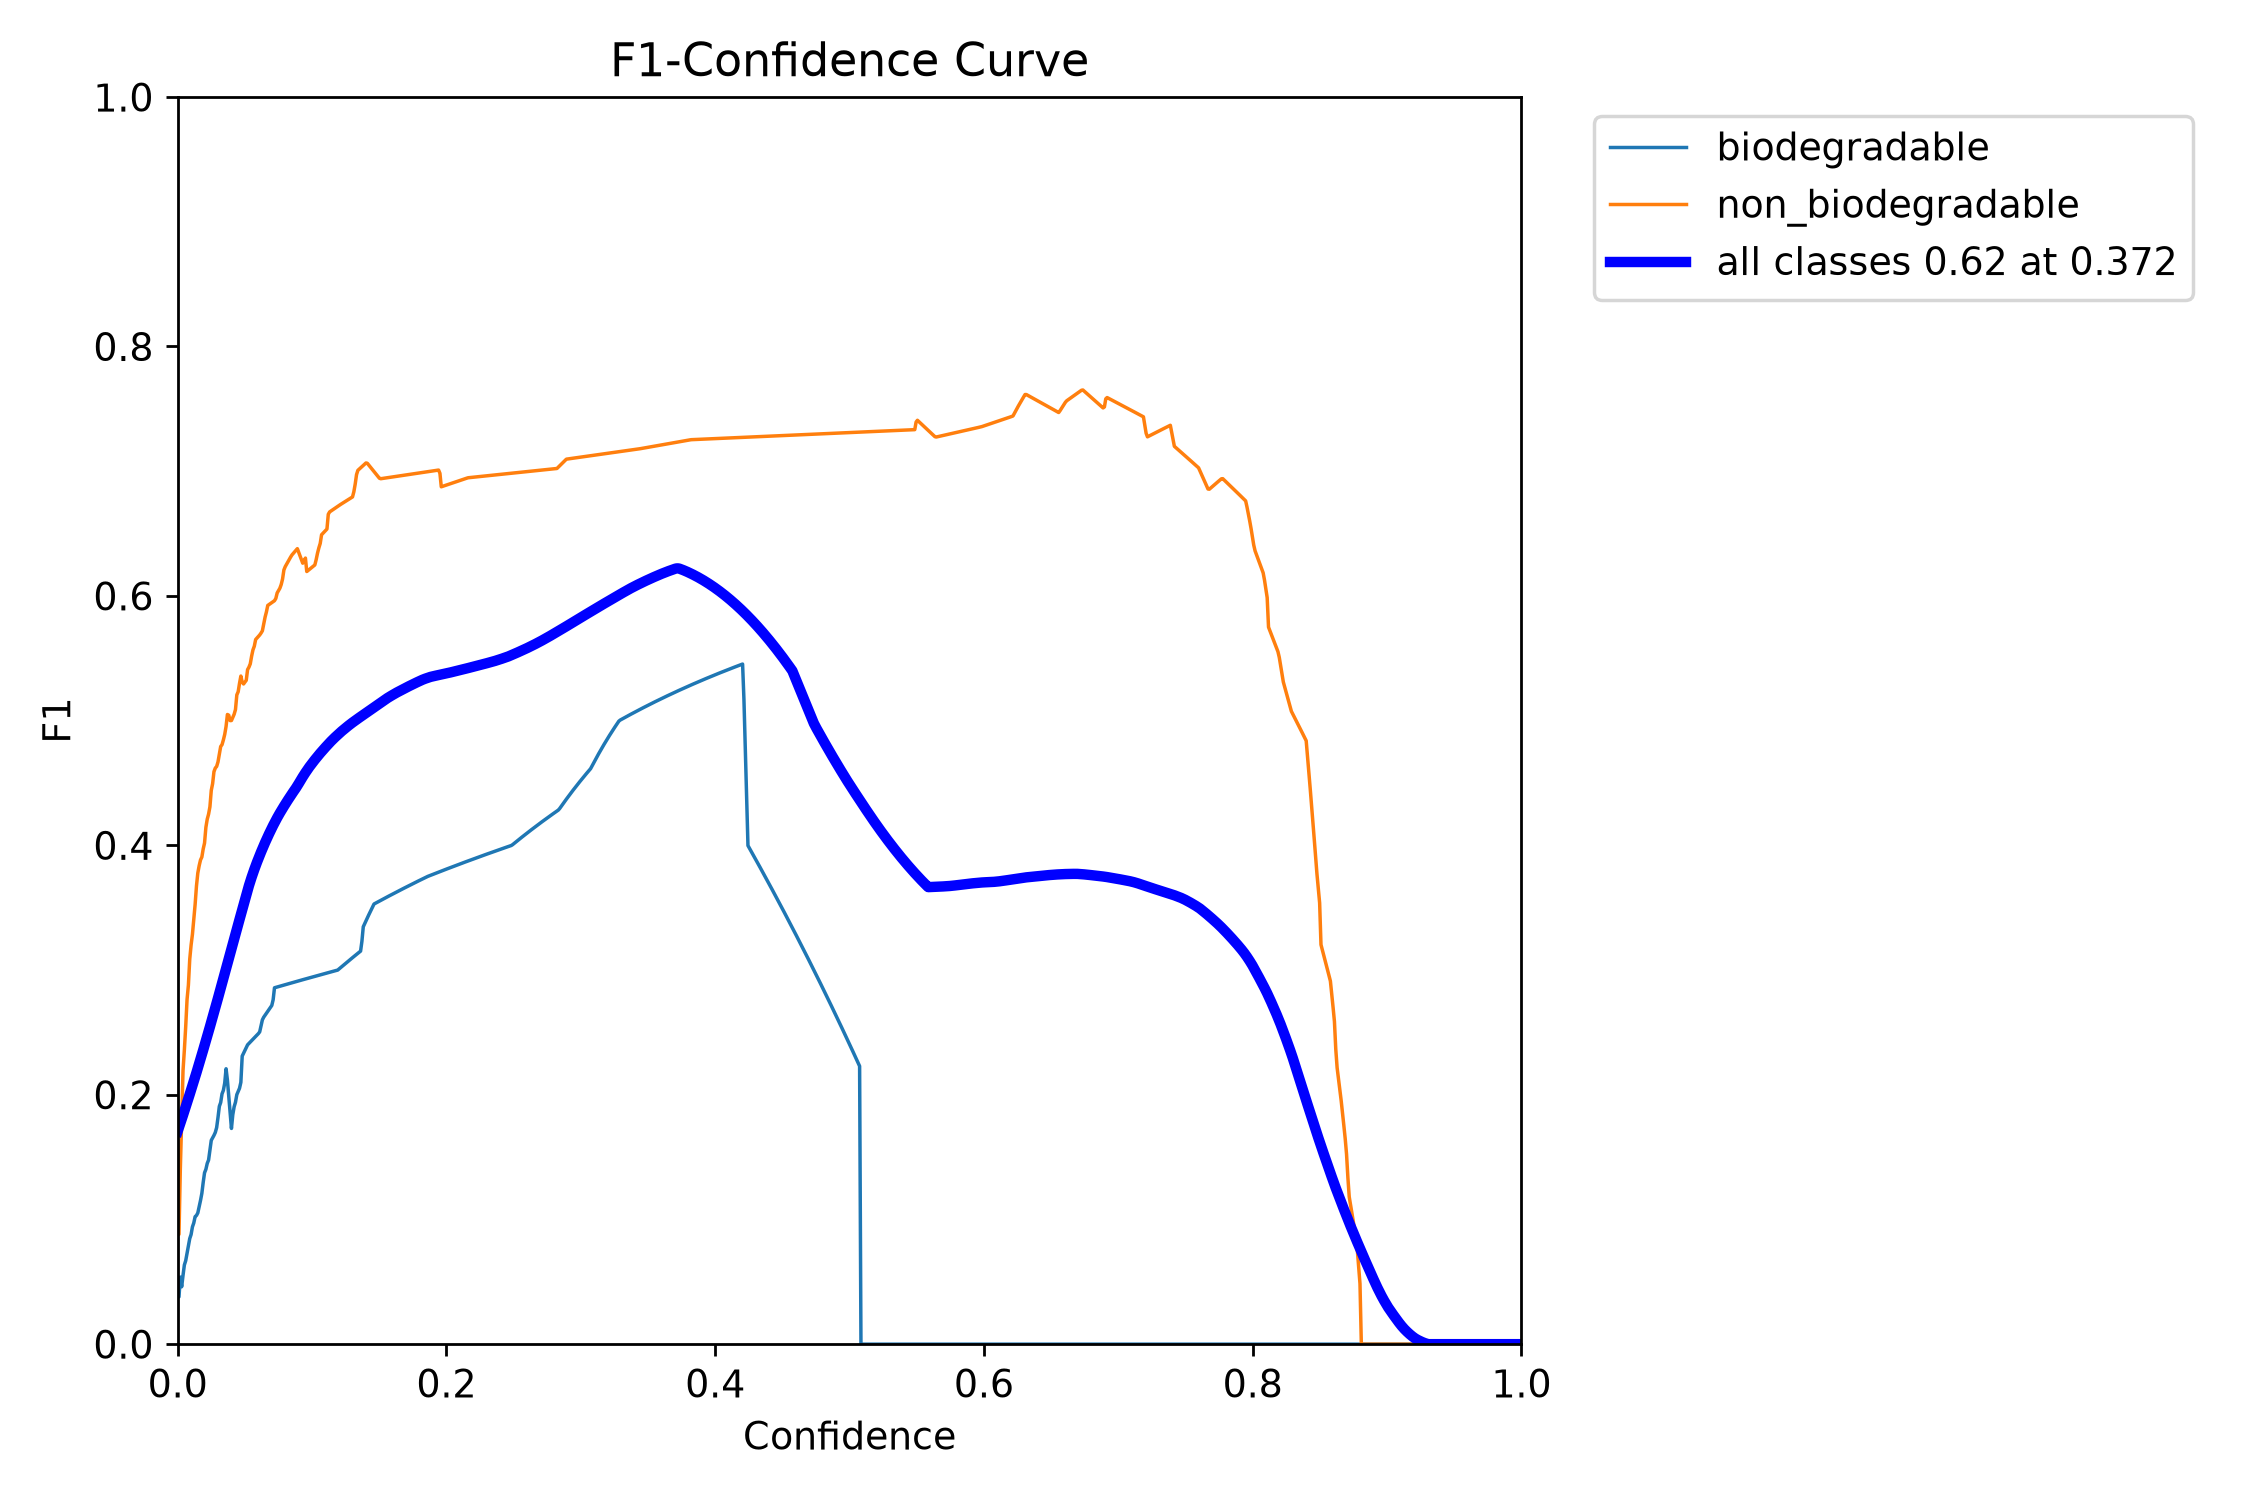 F1-Confidence Curve
1.0
0.8
0.6
0.4
0.2
0.0
F1
0.0 0.2 0.4 0.6 0.8 1.0
Confidence
biodegradable
non_biodegradable
all classes 0.62 at 0.372